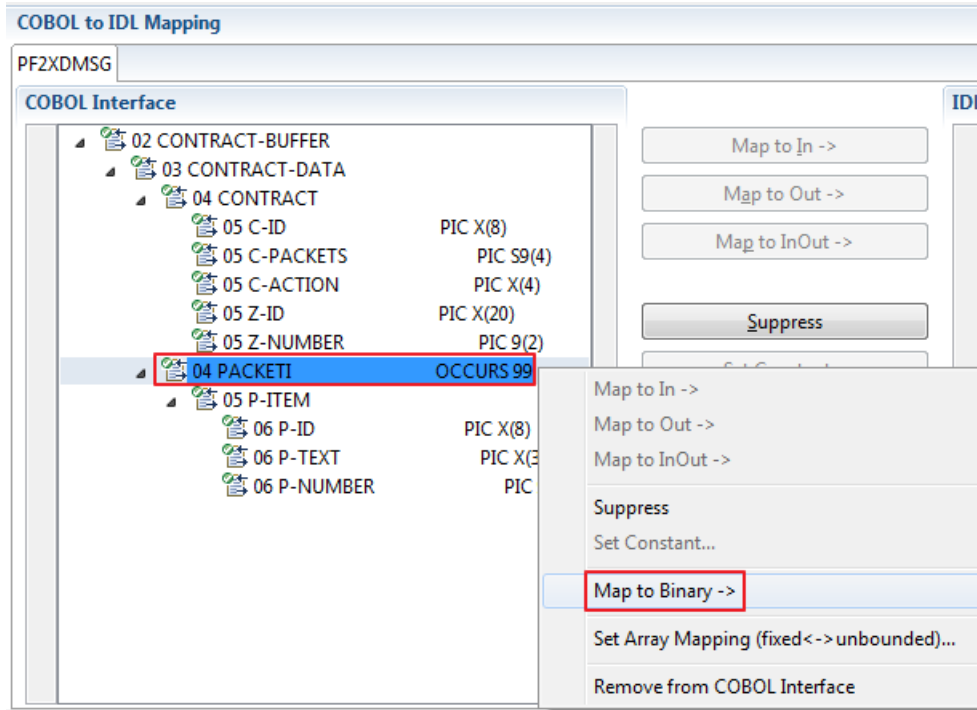 COBOL to IDL Mapping
PF2XDMSG
COBOL Interface
02 CONTRACT-BUFFER
03 CONTRACT-DATA
04 CONTRACT
05 C-ID PIC X(8)
05 C-PACKETS PIC S9(4)
05 C-ACTION PIC X(4)
05 Z-ID PIC X(20)
05 Z-NUMBER PIC 9(2)
04 PACKETI OCCURS 99
05 P-ITEM
06 P-ID PIC X(8)
06 P-TEXT PIC X(3
06 P-NUMBER PIC
Map to In ->
Map to Out ->
Map to InOut ->
Suppress
Map to In ->
Map to Out ->
Map to InOut ->
Suppress
Set Constant...
Map to Binary ->
Set Array Mapping (fixed<->unbounded)...
Remove from COBOL Interface